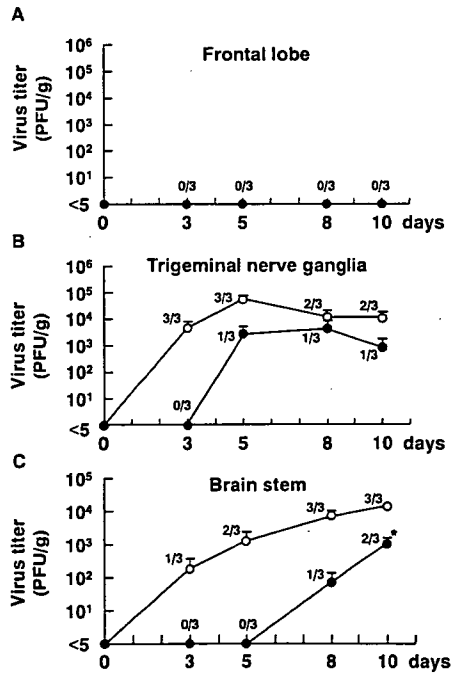 A
Frontal lobe
Virus titer
(PFU/g)
10⁶
10⁵
10⁴
10³
10²
10¹
<5
0/3 0/3 0/3 0/3
0 3 5 8 10 days
B
Trigeminal nerve ganglia
Virus titer
(PFU/g)
10⁶
10⁵
10⁴
10³
10²
10¹
<5
3/3 3/3 2/3 2/3
0/3 1/3 1/3 1/3
0 3 5 8 10 days
C
Brain stem
Virus titer
(PFU/g)
10⁵
10⁴
10³
10²
10¹
<5
1/3 2/3 3/3 3/3
0/3 0/3 1/3 2/3 *
0 3 5 8 10 days